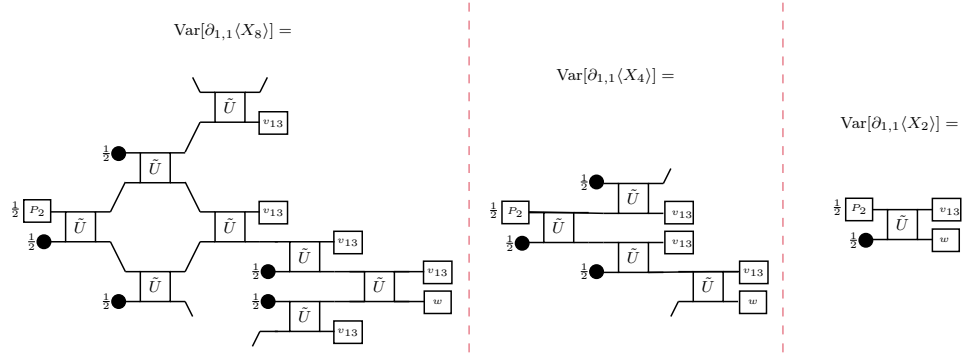 Var[∂₁,₁⟨X₈⟩] =
Ũ
v₁₃
½
Ũ
½ P₂ v₁₃
Ũ Ũ
½ v₁₃
Ũ
½ v₁₃
Ũ Ũ
½ ½ w
Ũ
v₁₃
Var[∂₁,₁⟨X₄⟩] =
½
Ũ
½ P₂ v₁₃
Ũ
½ v₁₃
Ũ
½ v₁₃
Ũ
w
Var[∂₁,₁⟨X₂⟩] =
½ P₂ v₁₃
Ũ
½ w